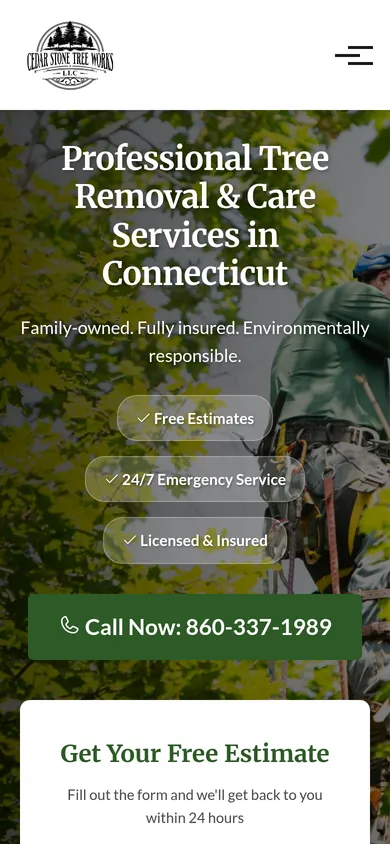 CEDAR STONE TREE WORKS
LLC
Professional Tree
Removal & Care
Services in
Connecticut
Family-owned. Fully insured. Environmentally
responsible.
Free Estimates
24/7 Emergency Service
Licensed & Insured
Call Now: 860-337-1989
Get Your Free Estimate
Fill out the form and we'll get back to you
within 24 hours